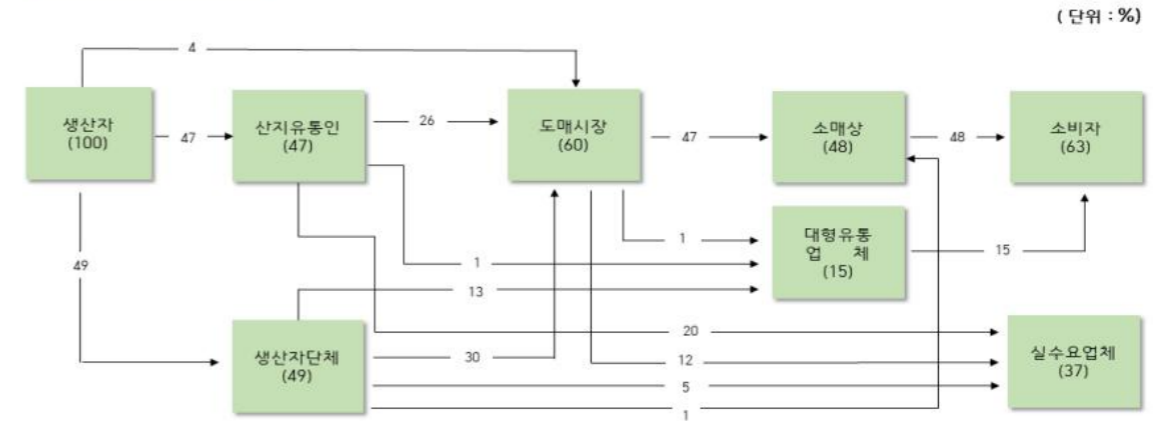 ( 단위 : %)
4
생산자
(100)
47
산지유통인
(47)
26
도매시장
(60)
47
소매상
(48)
48
소비자
(63)
49
1
대형유통
업 체
(15)
15
1
13
생산자단체
(49)
30
20
12
5
1
실수요업체
(37)